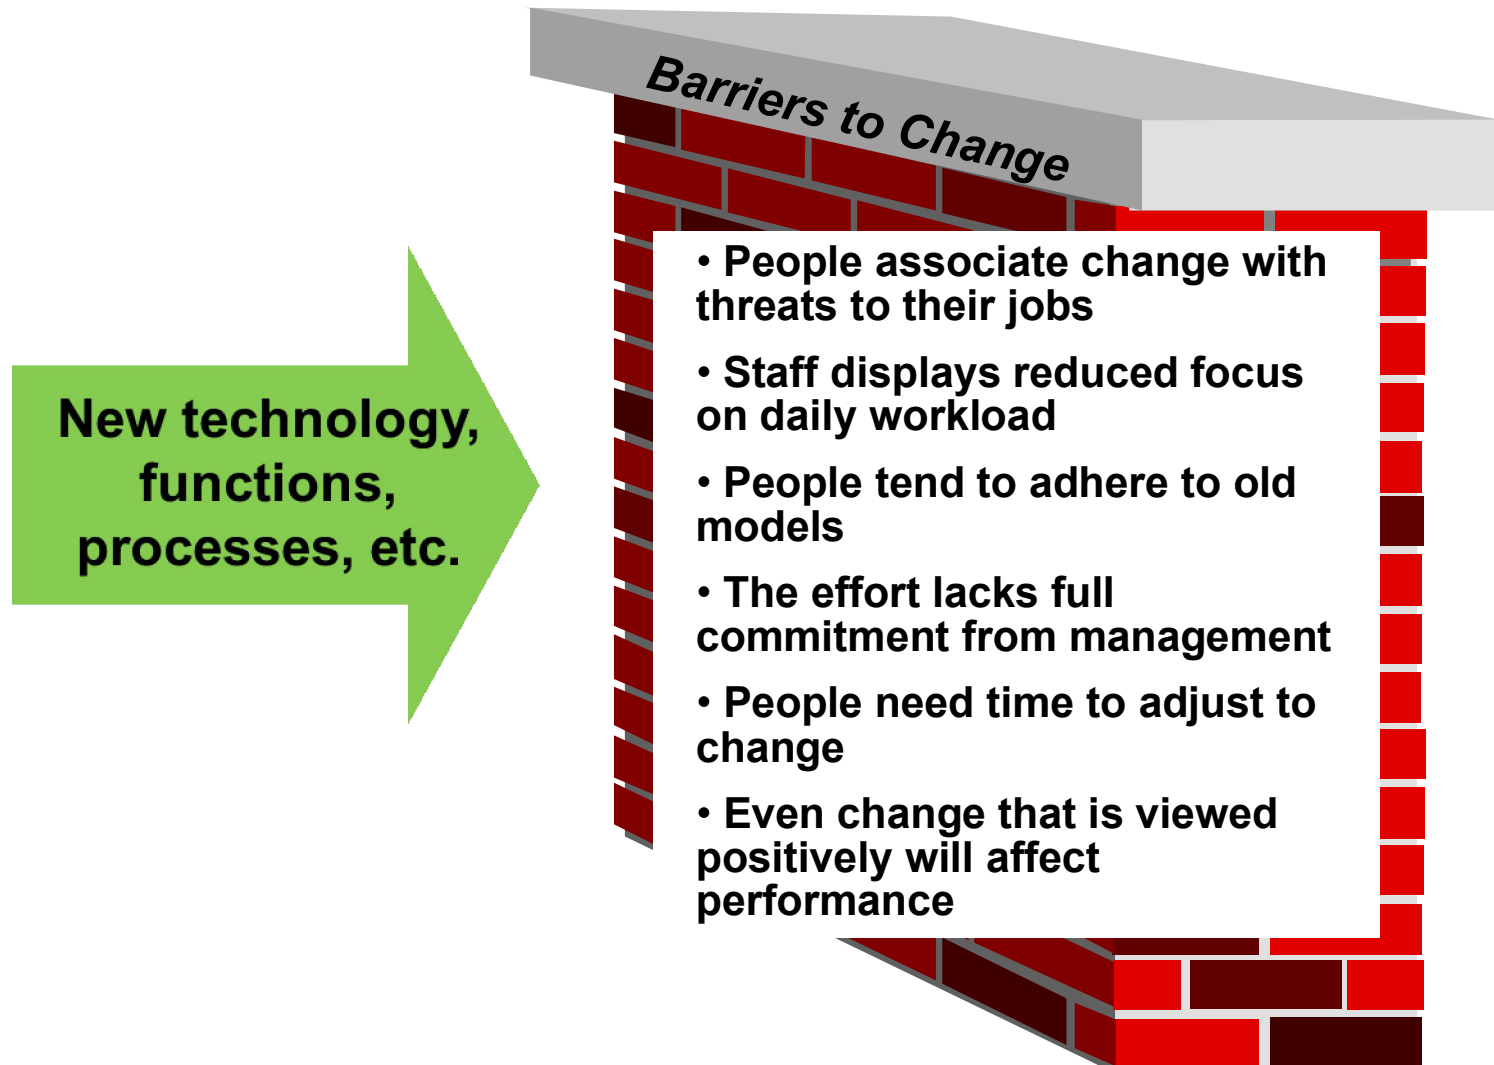 Barriers to Change
New technology,
functions,
processes, etc.
• People associate change with
threats to their jobs
• Staff displays reduced focus
on daily workload
• People tend to adhere to old
models
• The effort lacks full
commitment from management
• People need time to adjust to
change
• Even change that is viewed
positively will affect
performance